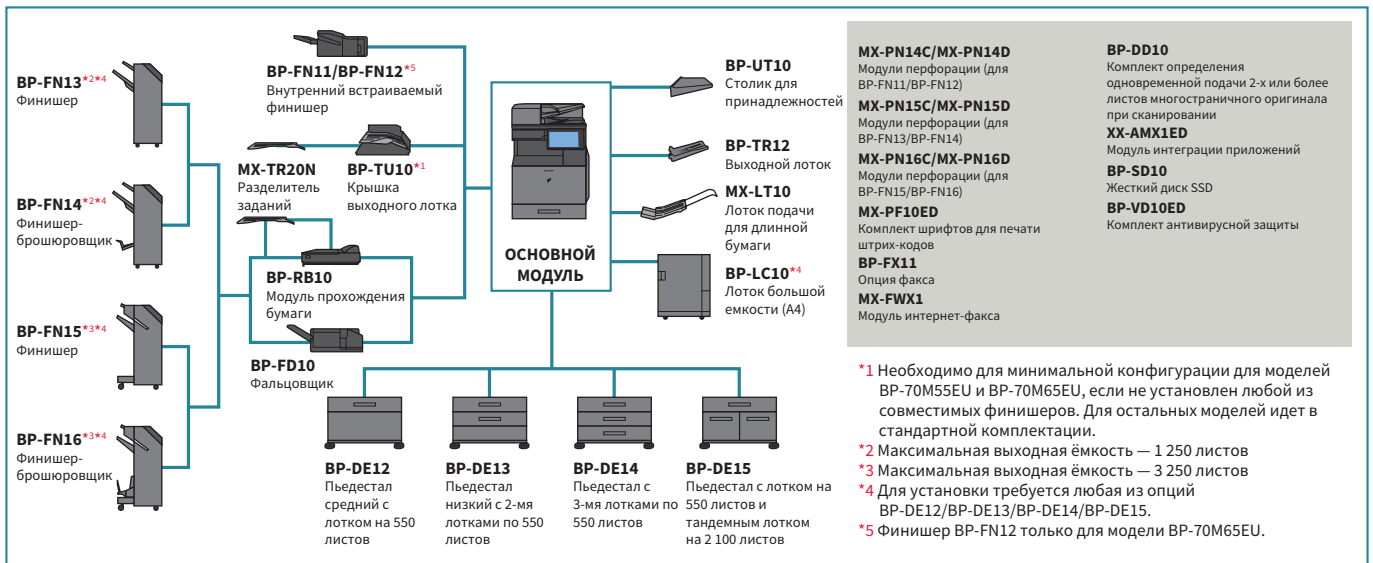 BP-FN13*2*4
Финишер
BP-FN14*2*4
Финишер-
брошюровщик
BP-FN15*3*4
Финишер
BP-FN16*3*4
Финишер-
брошюровщик
BP-FN11/BP-FN12*5
Внутренний встраиваемый
финишер
MX-TR20N
Разделитель
заданий
BP-TU10*1
Крышка
выходного лотка
BP-RB10
Модуль прохождения
бумаги
BP-FD10
Фальцовщик
ОСНОВНОЙ
МОДУЛЬ
BP-UT10
Столик для
принадлежностей
BP-TR12
Выходной лоток
MX-LT10
Лоток подачи
для длинной
бумаги
BP-LC10*4
Лоток большой
емкости (A4)
BP-DE12
Пьедестал
средний с
лотком на 550
листов
BP-DE13
Пьедестал
низкий с 2-мя
лотками по 550
листов
BP-DE14
Пьедестал с
3-мя лотками по
550 листов
BP-DE15
Пьедестал с лотком на
550 листов и
тандемным лотком
на 2 100 листов
MX-PN14C/MX-PN14D
Модули перфорации (для
BP-FN11/BP-FN12)
MX-PN15C/MX-PN15D
Модули перфорации (для
BP-FN13/BP-FN14)
MX-PN16C/MX-PN16D
Модули перфорации (для
BP-FN15/BP-FN16)
MX-PF10ED
Комплект шрифтов для печати
штрих-кодов
BP-FX11
Опция факса
MX-FWX1
Модуль интернет-факса
BP-DD10
Комплект определения
одновременной подачи 2-х или более
листов многостраничного оригинала
при сканировании
XX-AMX1ED
Модуль интеграции приложений
BP-SD10
Жесткий диск SSD
BP-VD10ED
Комплект антивирусной защиты
*1 Необходимо для минимальной конфигурации для моделей
BP-70M55EU и BP-70M65EU, если не установлен любой из
совместимых финишеров. Для остальных моделей идет в
стандартной комплектации.
*2 Максимальная выходная ёмкость — 1 250 листов
*3 Максимальная выходная ёмкость — 3 250 листов
*4 Для установки требуется любая из опций
BP-DE12/BP-DE13/BP-DE14/BP-DE15.
*5 Финишер BP-FN12 только для модели BP-70M65EU.